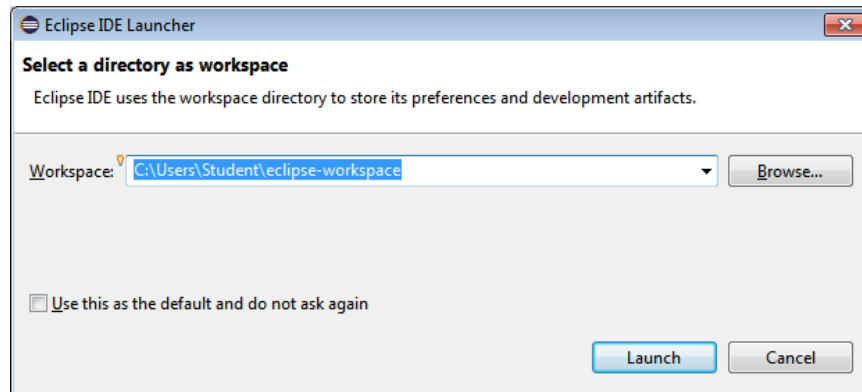 Eclipse IDE Launcher
Select a directory as workspace
Eclipse IDE uses the workspace directory to store its preferences and development artifacts.
Workspace: C:\Users\Student\eclipse-workspace Browse...
Use this as the default and do not ask again
Launch Cancel